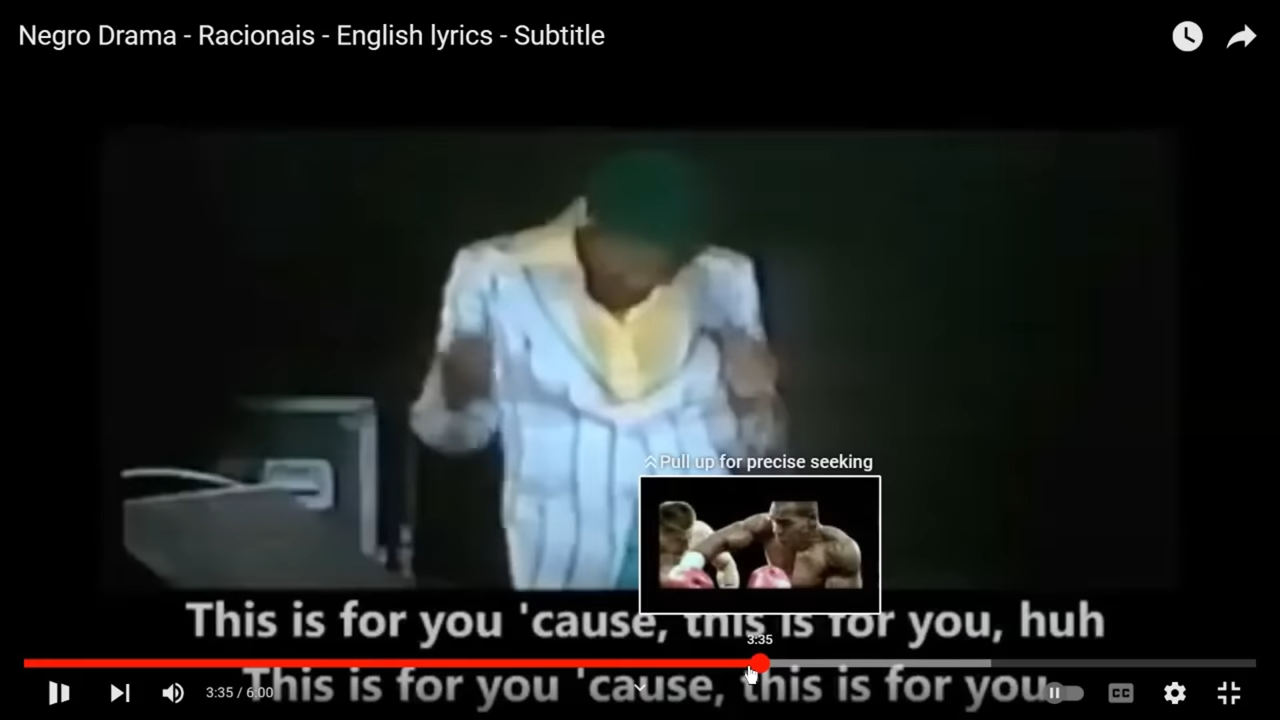 Negro Drama - Racionais - English lyrics - Subtitle
Pull up for precise seeking
This is for you 'cause, this is for you, huh
3:35
3:35 / 6:00
This is for you 'cause, this is for you
CC